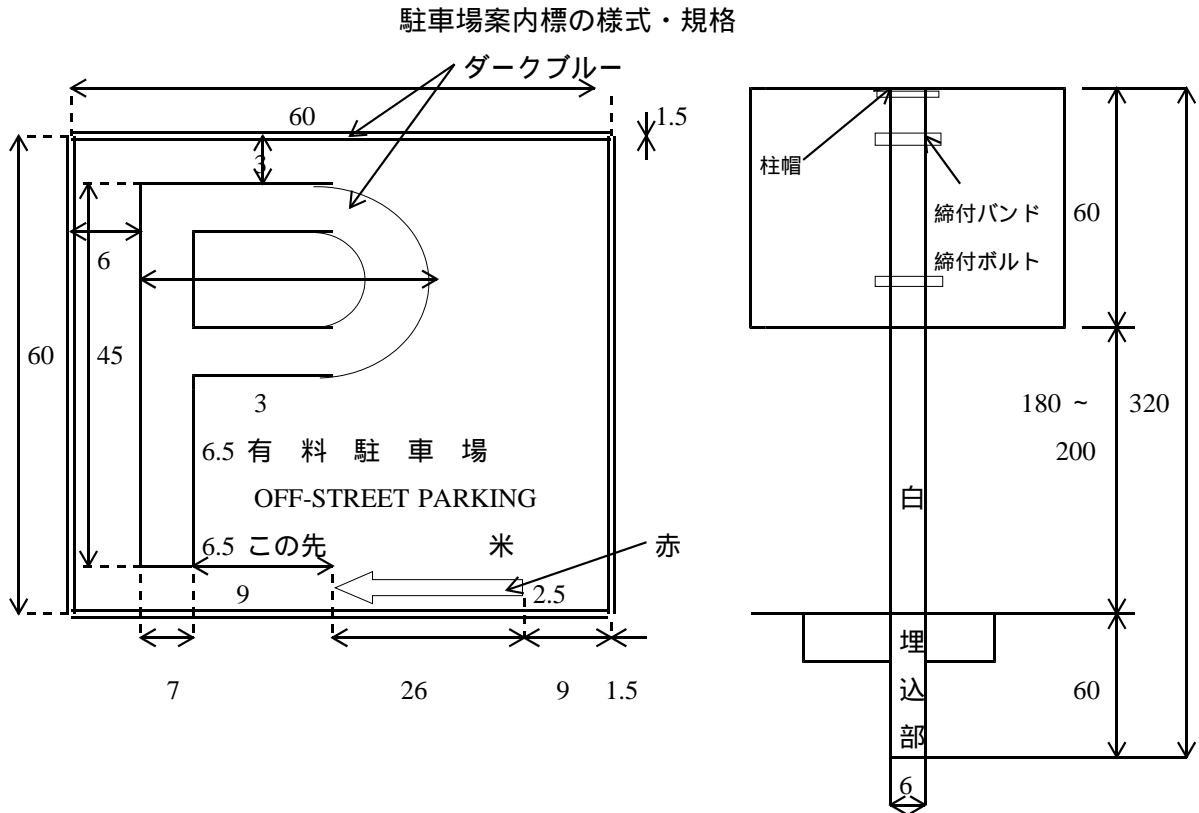 駐車場案内標の様式・規格
ダークブルー
60
1.5
3
6
60
45
3
6.5 有 料 駐 車 場
OFF-STREET PARKING
6.5 この先 米
赤
9
2.5
7
26
9
1.5
柱帽
締付バンド
60
締付ボルト
180 ~
200
320
白
埋
込
部
60
6